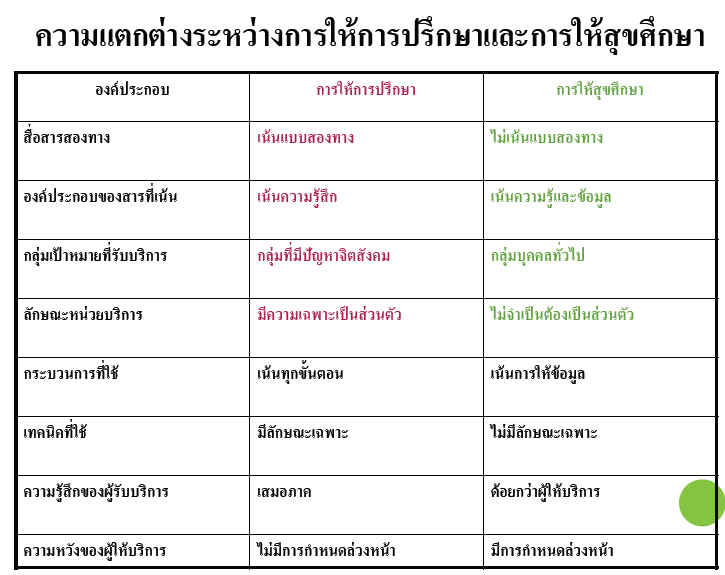 ความแตกต่างระหว่างการให้การปรึกษาและการให้สุขศึกษา
องค์ประกอบ การให้การปรึกษา การให้สุขศึกษา
สื่อสารสองทาง เน้นแบบสองทาง ไม่เน้นแบบสองทาง
องค์ประกอบของสารที่เน้น เน้นความรู้สึก เน้นความรู้และข้อมูล
กลุ่มเป้าหมายที่รับบริการ กลุ่มที่มีปัญหาจิตสังคม กลุ่มบุคคลทั่วไป
ลักษณะหน่วยบริการ มีความเฉพาะเป็นส่วนตัว ไม่จำเป็นต้องเป็นส่วนตัว
กระบวนการที่ใช้ เน้นทุกขั้นตอน เน้นการให้ข้อมูล
เทคนิคที่ใช้ มีลักษณะเฉพาะ ไม่มีลักษณะเฉพาะ
ความรู้สึกของผู้รับบริการ เสมอภาค ด้อยกว่าผู้ให้บริการ
ความหวังของผู้ให้บริการ ไม่มีการกำหนดล่วงหน้า มีการกำหนดล่วงหน้า